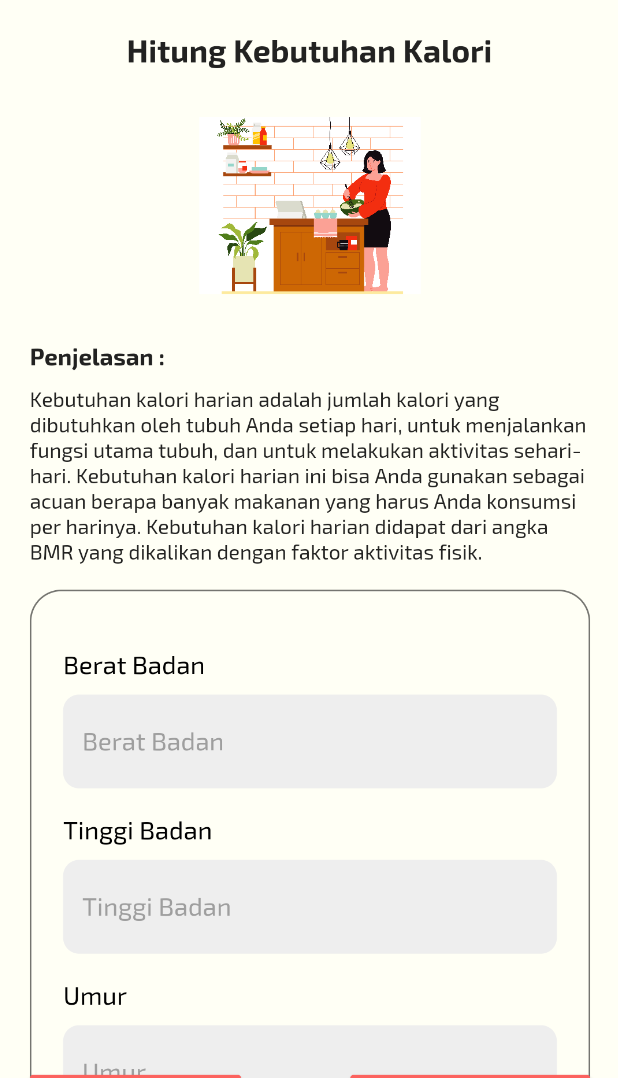 Hitung Kebutuhan Kalori
Penjelasan :
Kebutuhan kalori harian adalah jumlah kalori yang
dibutuhkan oleh tubuh Anda setiap hari, untuk menjalankan
fungsi utama tubuh, dan untuk melakukan aktivitas sehari-
hari. Kebutuhan kalori harian ini bisa Anda gunakan sebagai
acuan berapa banyak makanan yang harus Anda konsumsi
per harinya. Kebutuhan kalori harian didapat dari angka
BMR yang dikalikan dengan faktor aktivitas fisik.
Berat Badan
Berat Badan
Tinggi Badan
Tinggi Badan
Umur
Umur